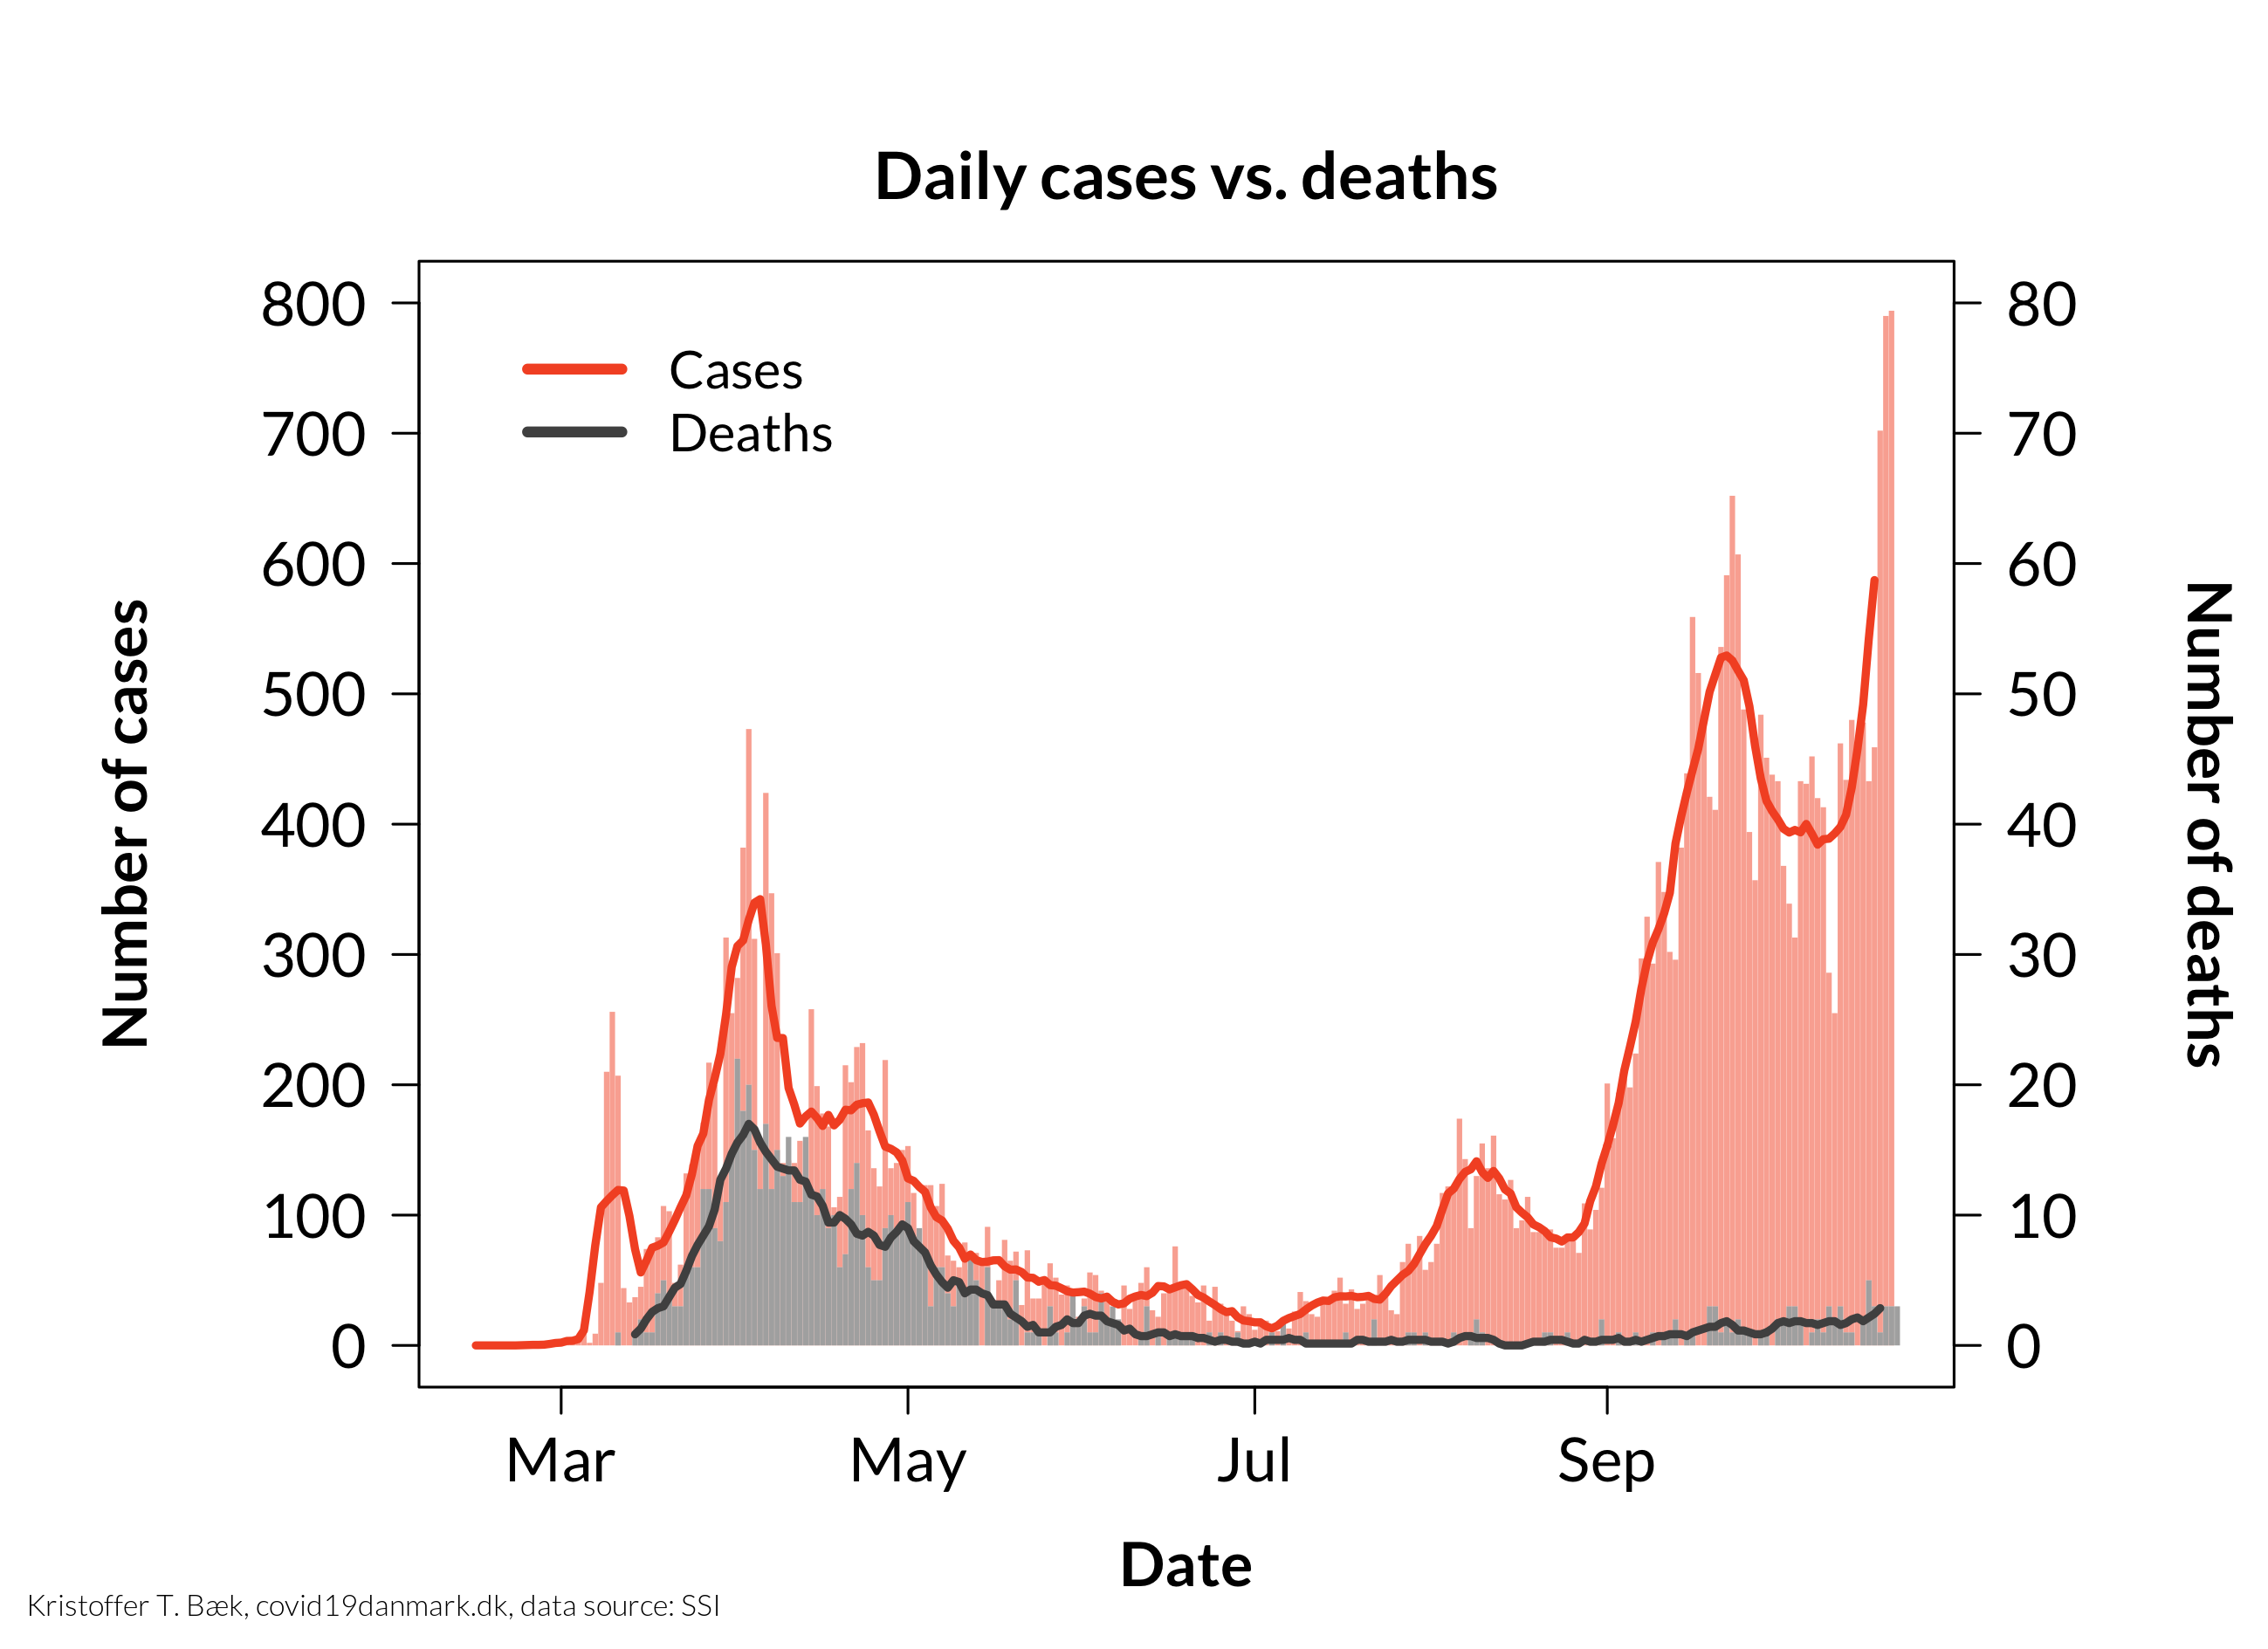 Daily cases vs. deaths
Number of cases
800
700
600
500
400
300
200
100
0
Cases
Deaths
80
70
60
50
40
30
20
10
0
Number of deaths
Mar May Jul Sep
Date
Kristoffer T. Bæk, covid19danmark.dk, data source: SSI